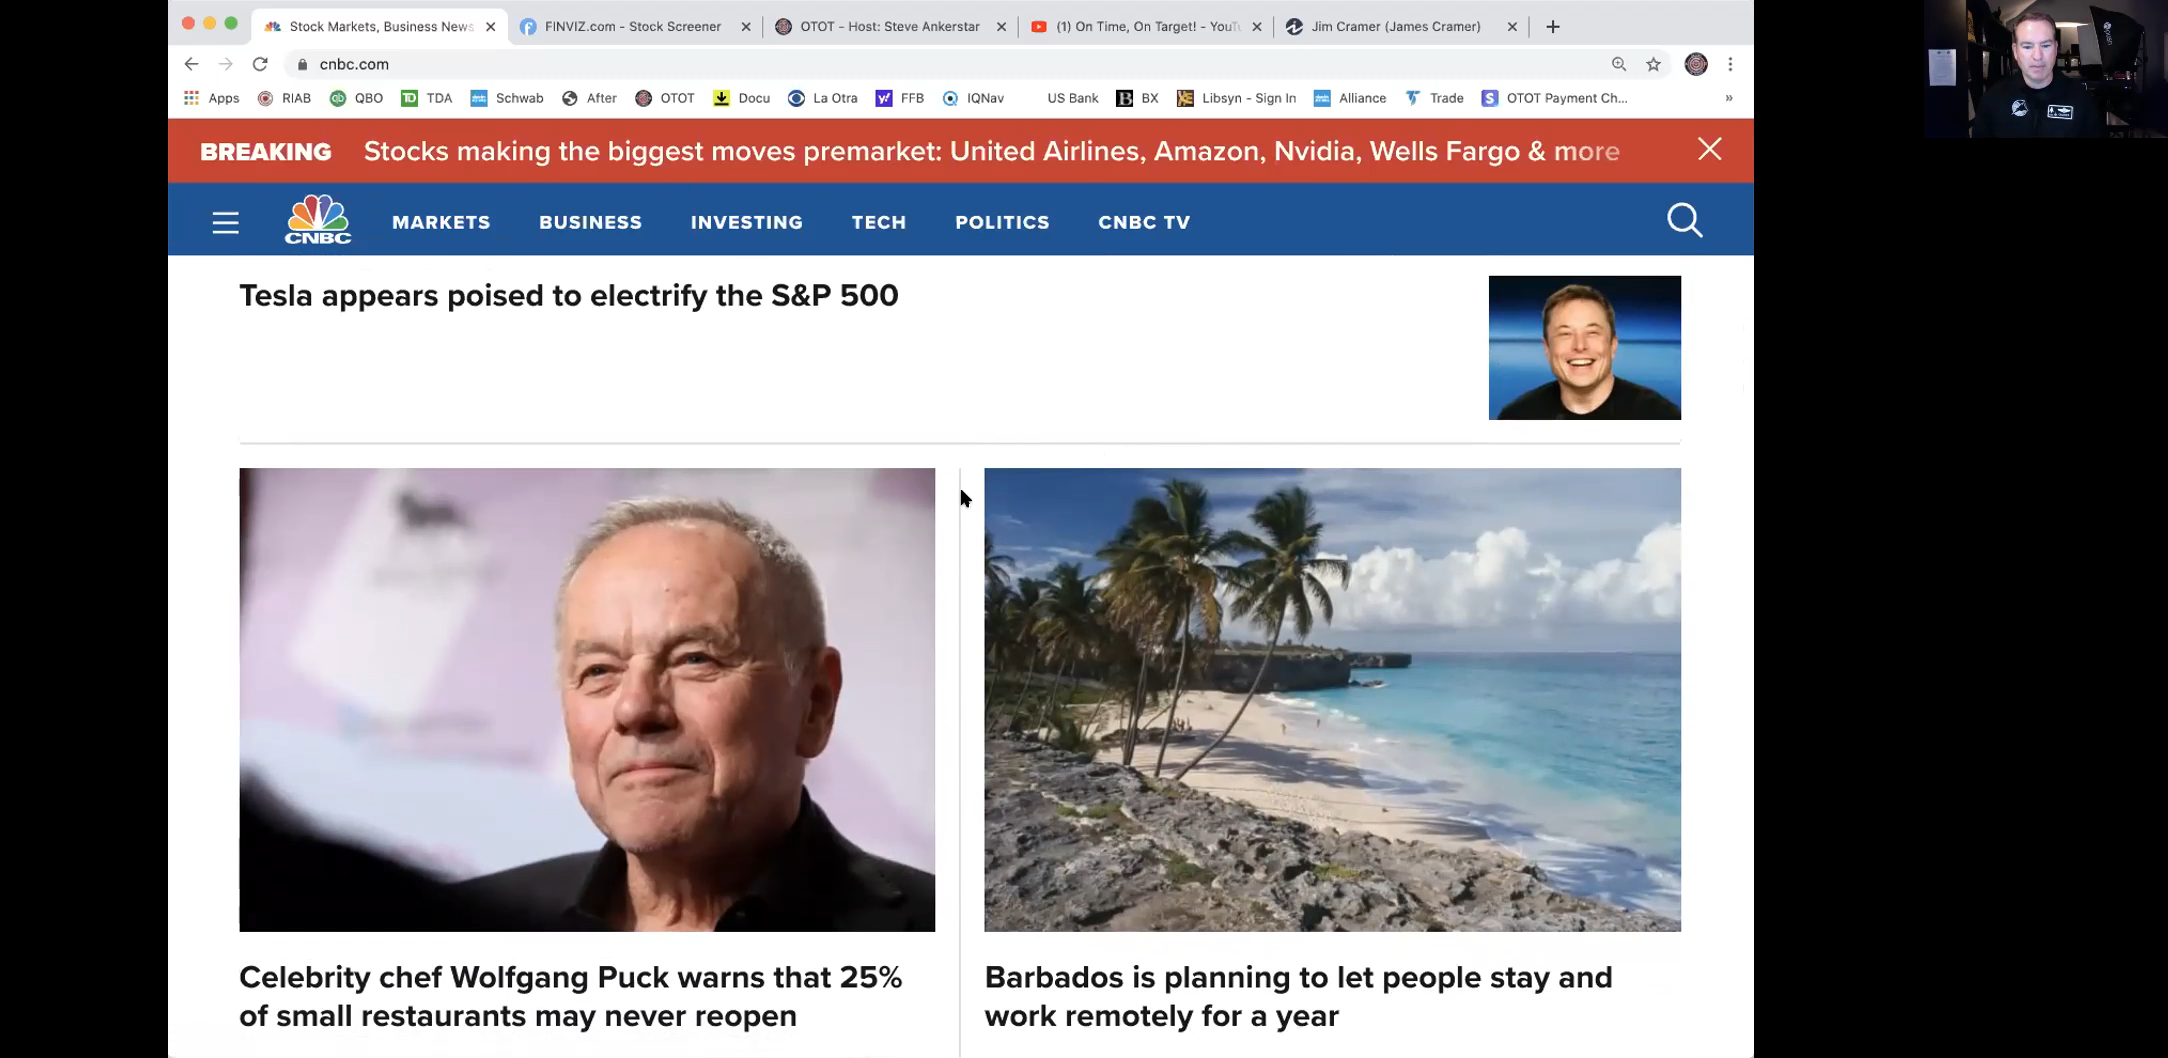 Stock Markets, Business News
FINVIZ.com - Stock Screener
OTOT - Host: Steve Ankerstar
(1) On Time, On Target! - YouTu
Jim Cramer (James Cramer)
cnbc.com
Apps RIAB QBO TDA Schwab After OTOT Docu La Otra FFB IQNav US Bank BX Libsyn - Sign In Alliance Trade OTOT Payment Ch... »
BREAKING Stocks making the biggest moves premarket: United Airlines, Amazon, Nvidia, Wells Fargo & more
CNBC MARKETS BUSINESS INVESTING TECH POLITICS CNBC TV
Tesla appears poised to electrify the S&P 500
Celebrity chef Wolfgang Puck warns that 25%
of small restaurants may never reopen
Barbados is planning to let people stay and
work remotely for a year